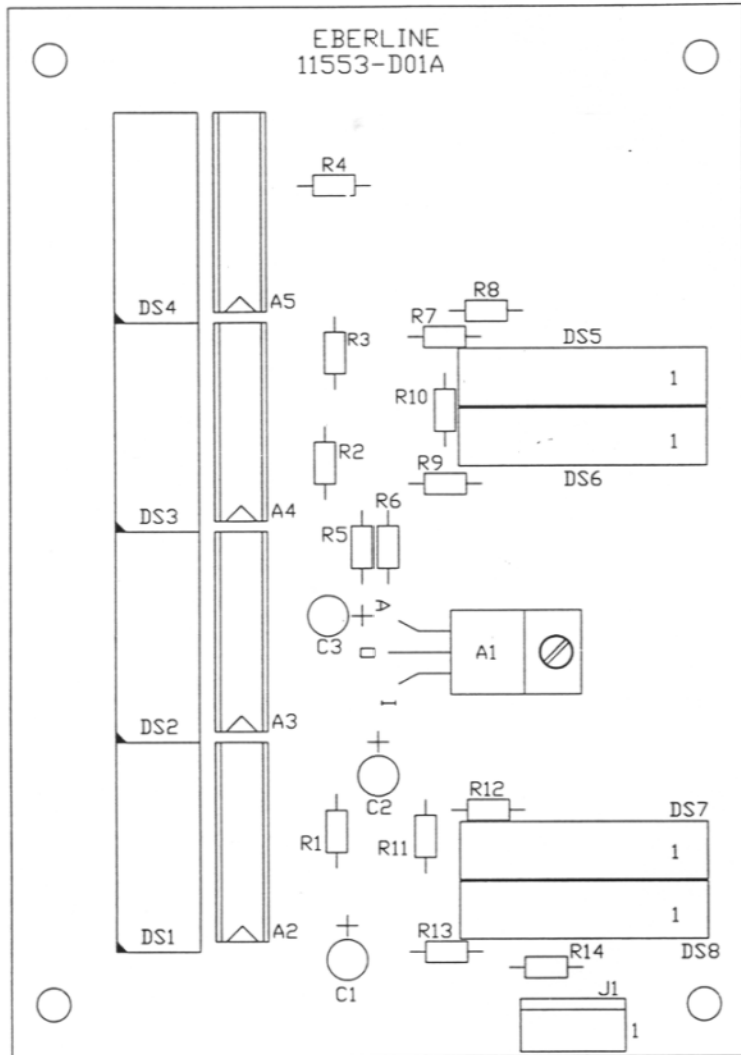 EBERLINE
11553-D01A
R4
DS4
A5
R8
R7
R3
DS5
1
R10
1
R2
R9
DS6
DS3
A4
R6
R5
A
C3
O
A1
I
DS2
A3
C2
R12
DS7
R1
R11
1
1
DS1
A2
R13
DS8
R14
C1
J1
1